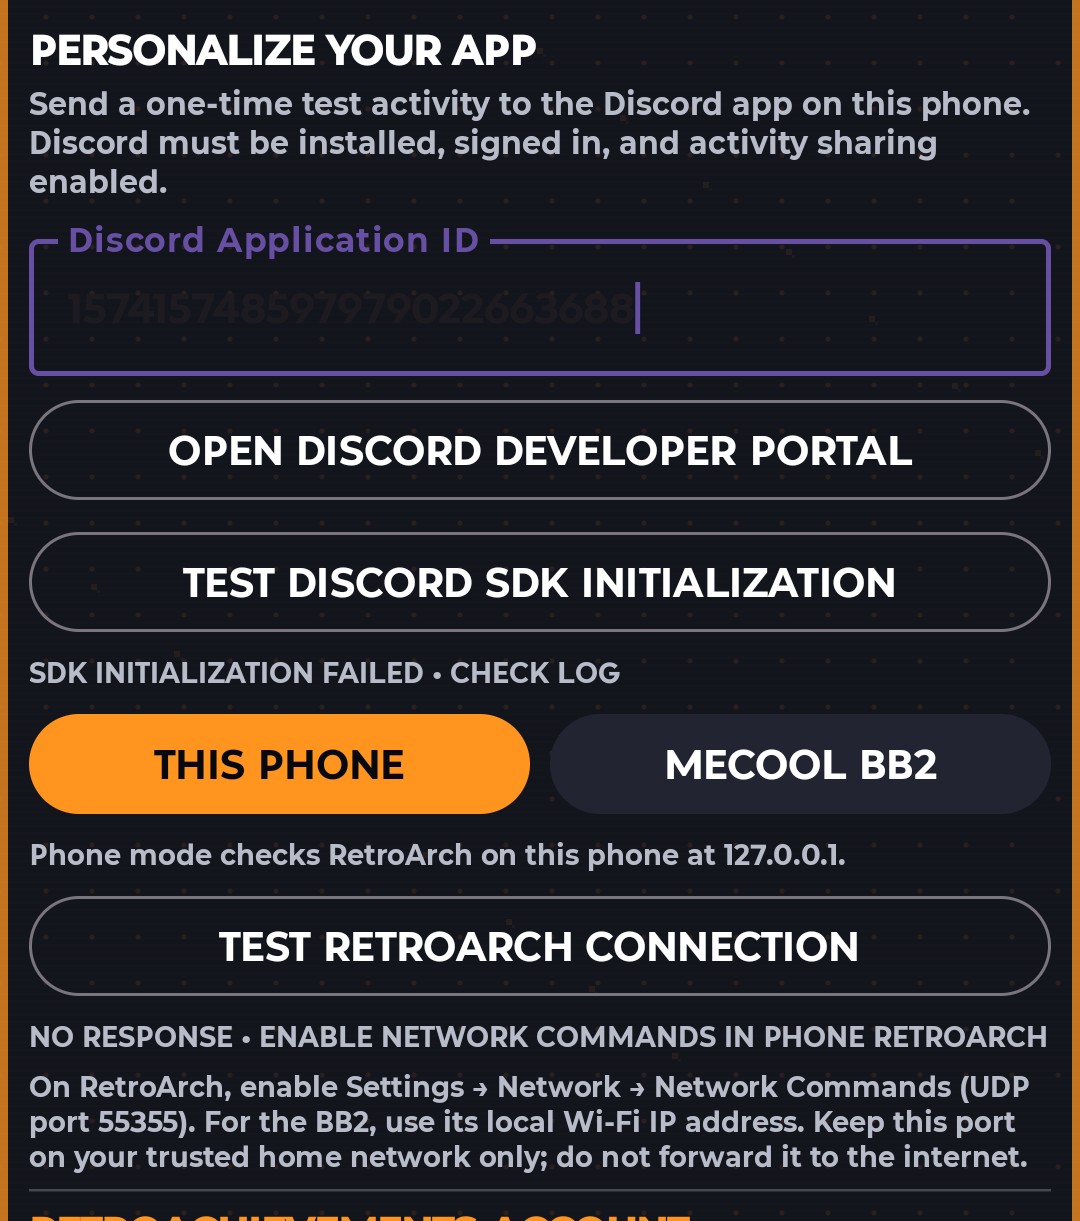 PERSONALIZE YOUR APP
Send a one-time test activity to the Discord app on this phone.
Discord must be installed, signed in, and activity sharing
enabled.
Discord Application ID
157415748597979022663688
OPEN DISCORD DEVELOPER PORTAL
TEST DISCORD SDK INITIALIZATION
SDK INITIALIZATION FAILED • CHECK LOG
THIS PHONE
MECOOL BB2
Phone mode checks RetroArch on this phone at 127.0.0.1.
TEST RETROARCH CONNECTION
NO RESPONSE • ENABLE NETWORK COMMANDS IN PHONE RETROARCH
On RetroArch, enable Settings → Network → Network Commands (UDP
port 55355). For the BB2, use its local Wi-Fi IP address. Keep this port
on your trusted home network only; do not forward it to the internet.
RETROACHIEVEMENTS ACCOUNT